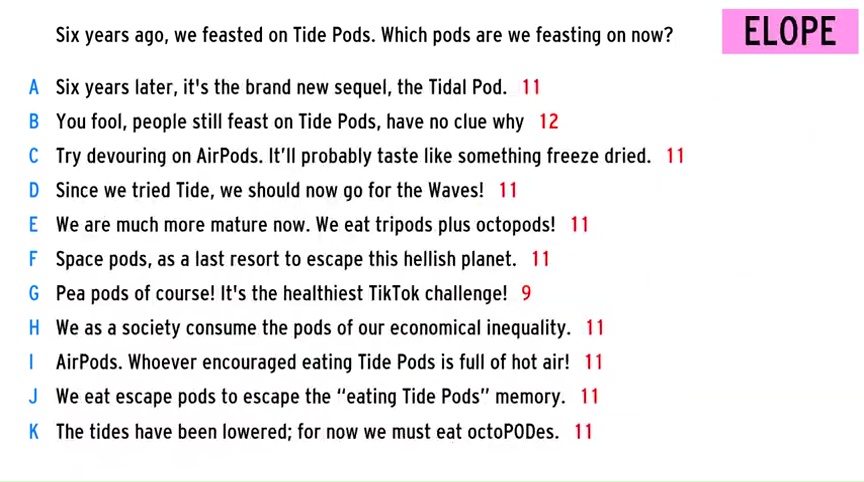 Six years ago, we feasted on Tide Pods. Which pods are we feasting on now?
ELOPE
A Six years later, it's the brand new sequel, the Tidal Pod. 11
B You fool, people still feast on Tide Pods, have no clue why 12
C Try devouring on AirPods. It'll probably taste like something freeze dried. 11
D Since we tried Tide, we should now go for the Waves! 11
E We are much more mature now. We eat tripods plus octopods! 11
F Space pods, as a last resort to escape this hellish planet. 11
G Pea pods of course! It's the healthiest TikTok challenge! 9
H We as a society consume the pods of our economical inequality. 11
I AirPods. Whoever encouraged eating Tide Pods is full of hot air! 11
J We eat escape pods to escape the “eating Tide Pods” memory. 11
K The tides have been lowered; for now we must eat octoPODes. 11